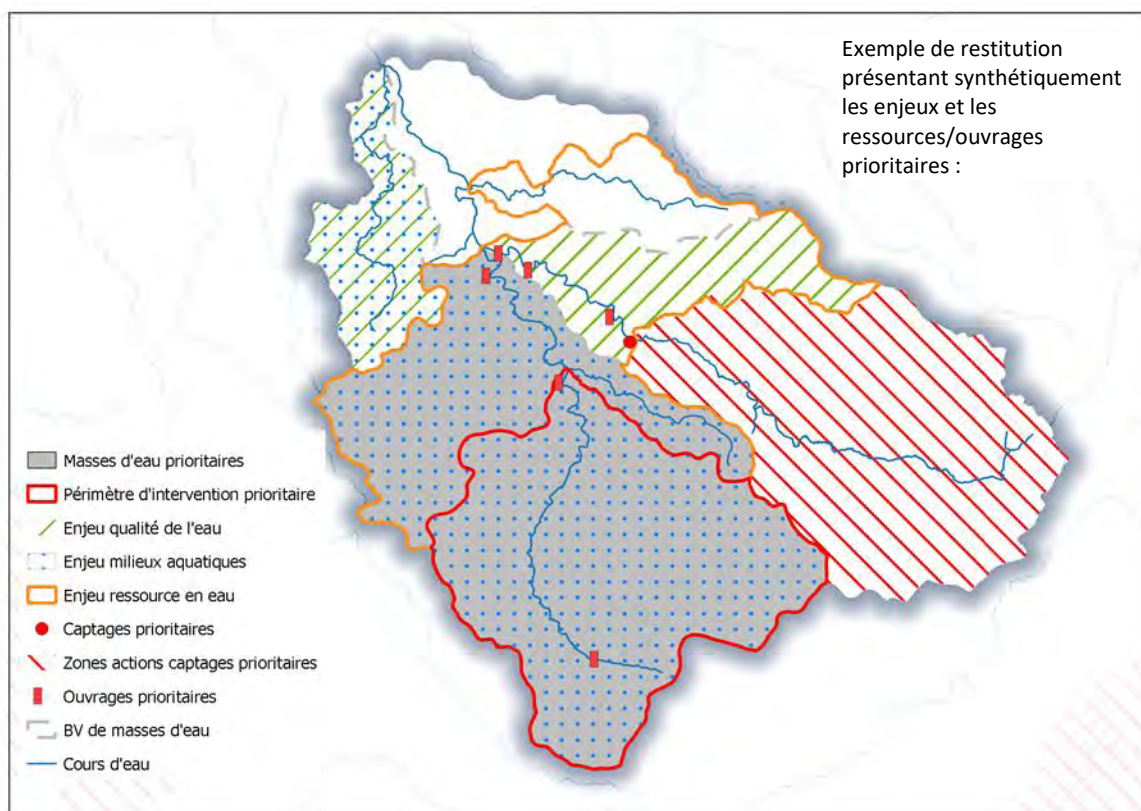 Exemple de restitution
présentant synthétiquement
les enjeux et les
ressources/ouvrages
prioritaires :
Masses d'eau prioritaires
Périmètre d'intervention prioritaire
Enjeu qualité de l'eau
Enjeu milieux aquatiques
Enjeu ressource en eau
Captages prioritaires
Zones actions captages prioritaires
Ouvrages prioritaires
BV de masses d'eau
Cours d'eau